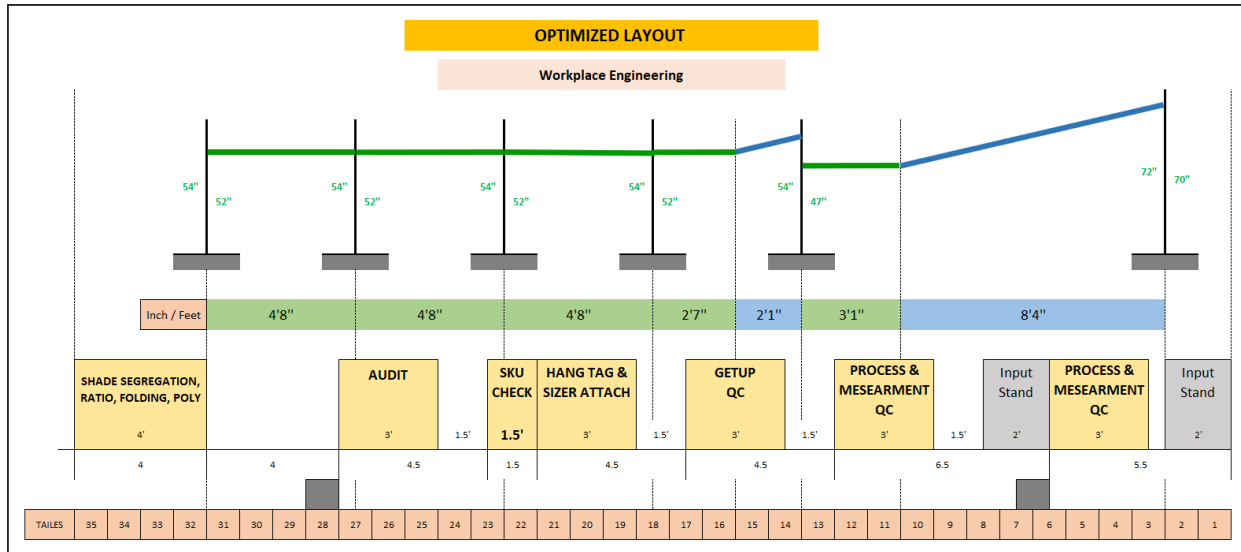 OPTIMIZED LAYOUT
Workplace Engineering
54" 54" 54" 54" 54" 72"
52" 52" 52" 52" 47" 70"
Inch / Feet 4'8" 4'8" 4'8" 2'7" 2'1" 3'1" 8'4"
SHADE SEGREGATION,
RATIO, FOLDING, POLY
4'
AUDIT
3'
1.5'
SKU
CHECK
1.5'
HANG TAG &
SIZER ATTACH
3'
1.5'
GETUP
QC
3'
1.5'
PROCESS &
MESEARMENT
QC
3'
1.5'
Input
Stand
2'
PROCESS &
MESEARMENT
QC
3'
Input
Stand
2'
4 4 4.5 1.5 4.5 4.5 6.5 5.5
TAILES 35 34 33 32 31 30 29 28 27 26 25 24 23 22 21 20 19 18 17 16 15 14 13 12 11 10 9 8 7 6 5 4 3 2 1